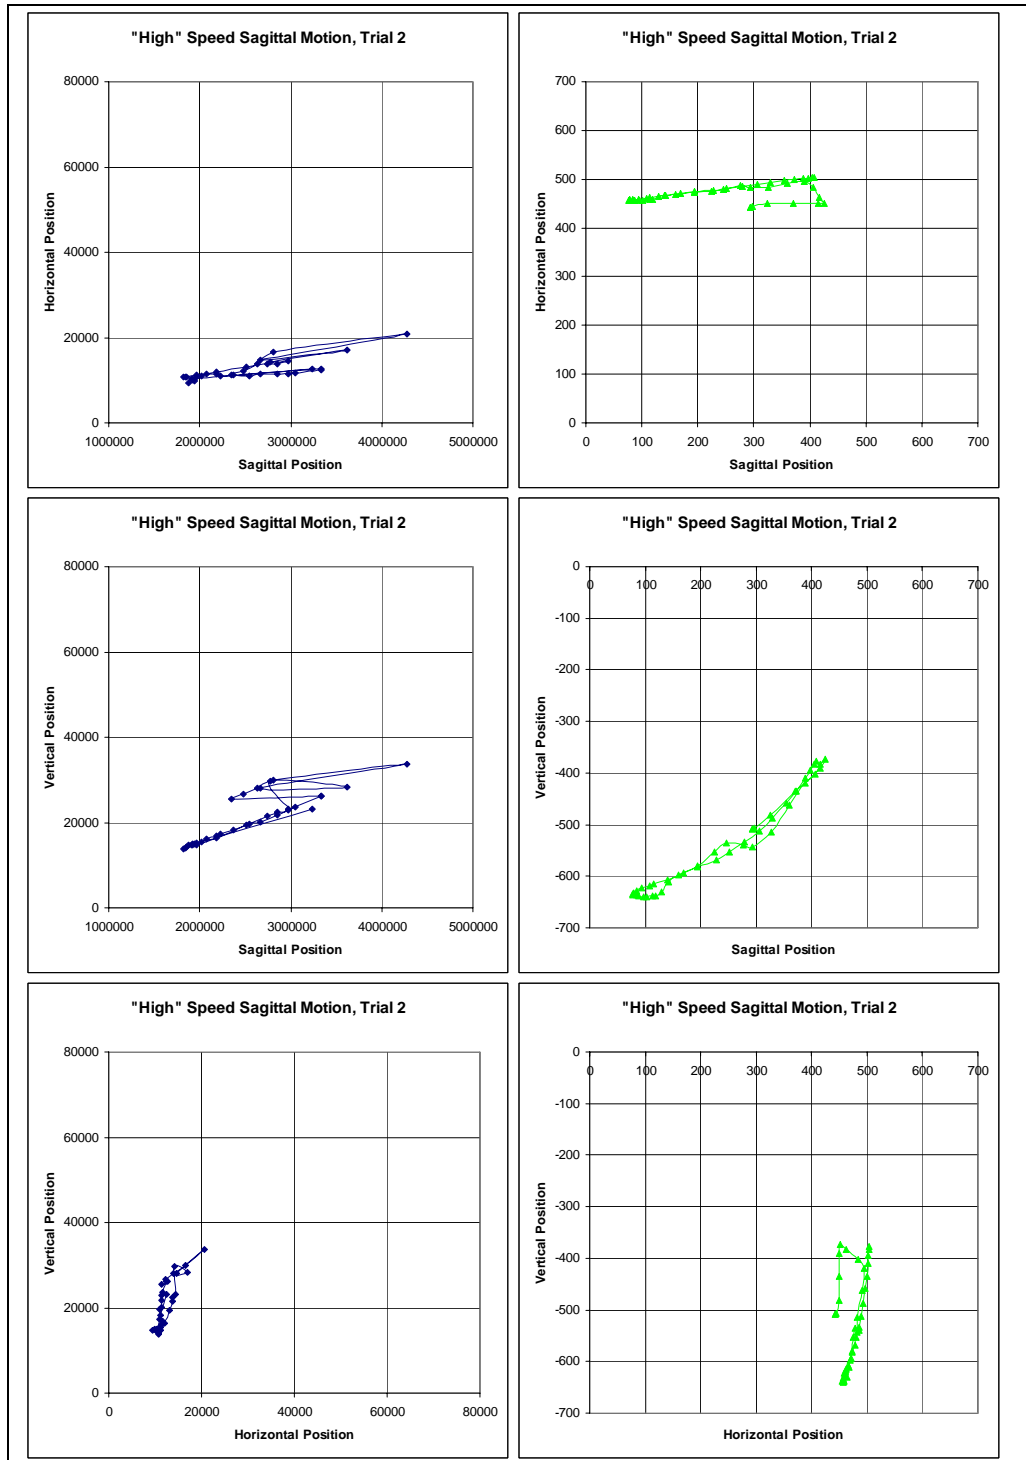 "High" Speed Sagittal Motion, Trial 2
80000
60000
40000
20000
0
1000000 2000000 3000000 4000000 5000000
Horizontal Position
Sagittal Position
"High" Speed Sagittal Motion, Trial 2
700
600
500
400
300
200
100
0
0 100 200 300 400 500 600 700
Horizontal Position
Sagittal Position
"High" Speed Sagittal Motion, Trial 2
80000
60000
40000
20000
0
1000000 2000000 3000000 4000000 5000000
Vertical Position
Sagittal Position
"High" Speed Sagittal Motion, Trial 2
0
-100
-200
-300
-400
-500
-600
-700
0 100 200 300 400 500 600 700
Vertical Position
Sagittal Position
"High" Speed Sagittal Motion, Trial 2
80000
60000
40000
20000
0
0 20000 40000 60000 80000
Vertical Position
Horizontal Position
"High" Speed Sagittal Motion, Trial 2
0
-100
-200
-300
-400
-500
-600
-700
0 100 200 300 400 500 600 700
Vertical Position
Horizontal Position